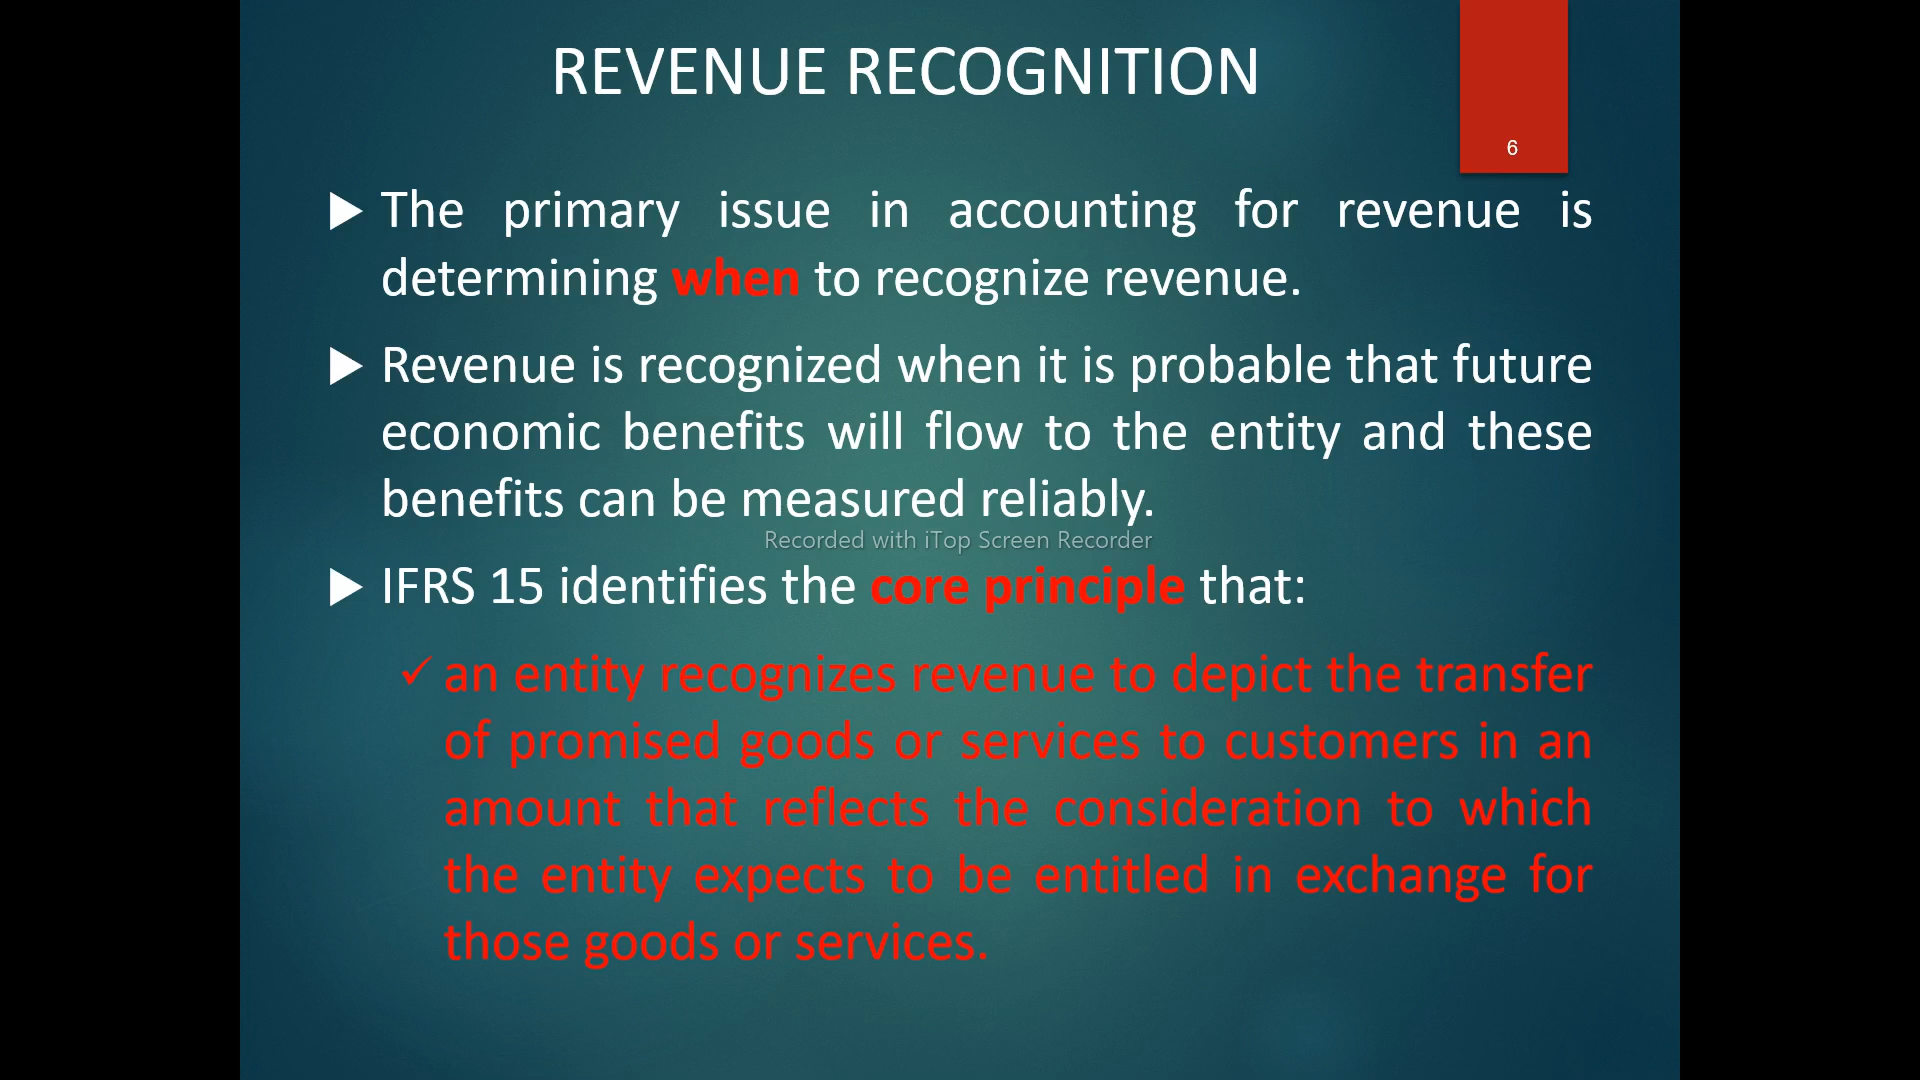 REVENUE RECOGNITION
6
The primary issue in accounting for revenue is
determining when to recognize revenue.
Revenue is recognized when it is probable that future
economic benefits will flow to the entity and these
benefits can be measured reliably.
Recorded with iTop Screen Recorder
IFRS 15 identifies the core principle that:
an entity recognizes revenue to depict the transfer
of promised goods or services to customers in an
amount that reflects the consideration to which
the entity expects to be entitled in exchange for
those goods or services.